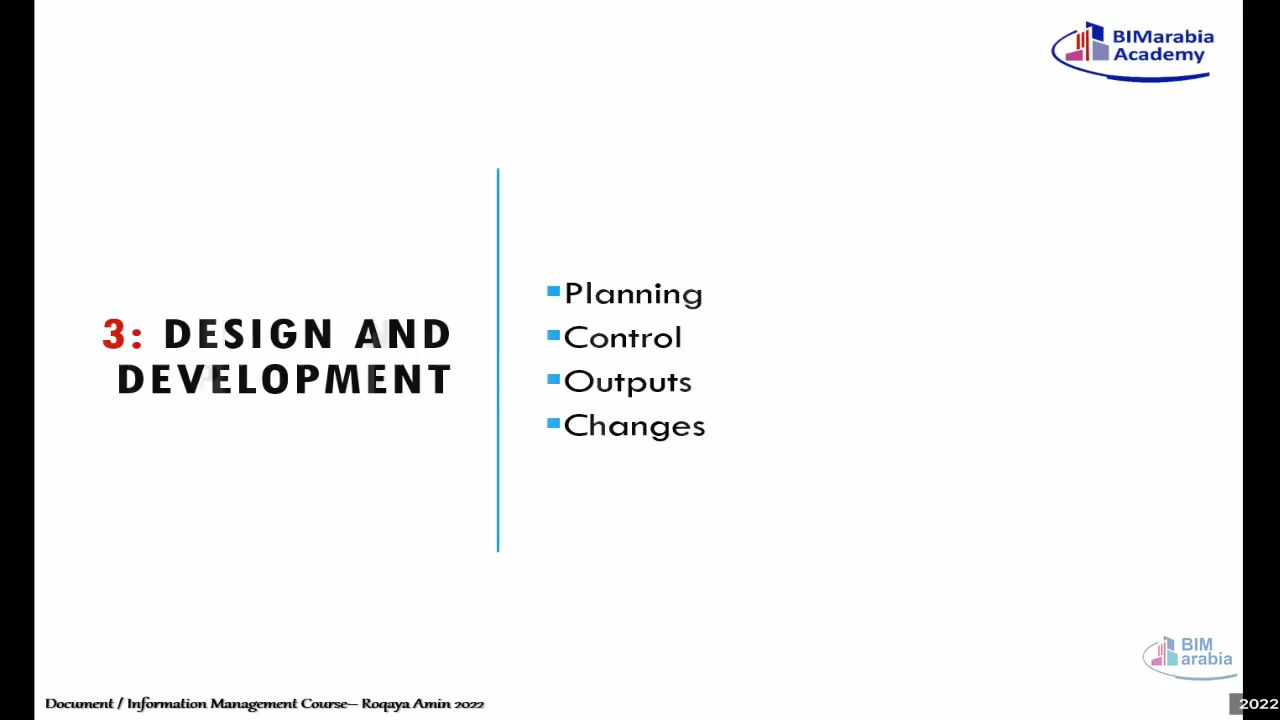 BIMarabia
Academy
3: DESIGN AND
DEVELOPMENT
Planning
Control
Outputs
Changes
BIM
arabia
Document / Information Management Course– Roqaya Amin 2022
2022